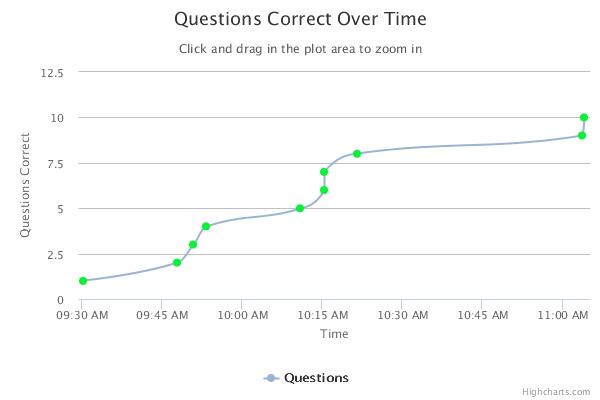 Questions Correct Over Time
Click and drag in the plot area to zoom in
12.5
10
7.5
5
2.5
0
Questions Correct
09:30 AM 09:45 AM 10:00 AM 10:15 AM 10:30 AM 10:45 AM 11:00 AM
Time
Questions
Highcharts.com